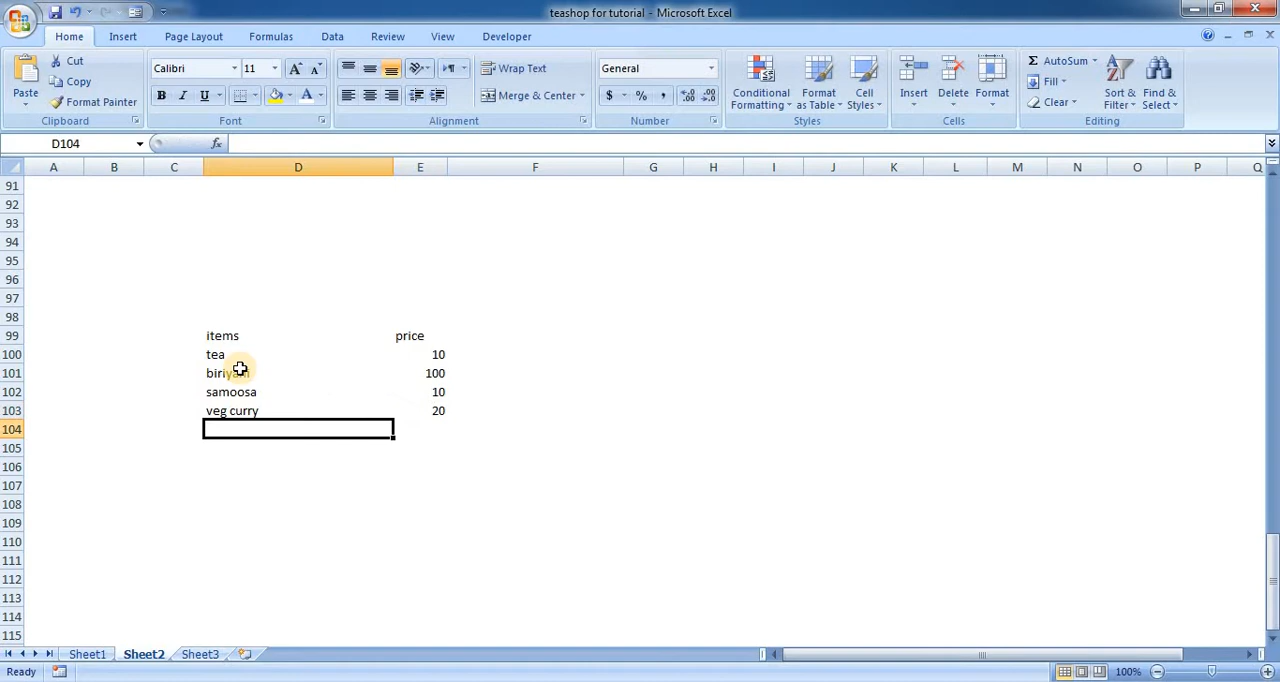 teashop for tutorial - Microsoft Excel
Home Insert Page Layout Formulas Data Review View Developer
Cut
Copy
Format Painter
Paste
Clipboard
Calibri 11
B I U
Font
Wrap Text
Merge & Center
Alignment
General
$ % ,
Number
Conditional Formatting
Format as Table
Cell Styles
Styles
Insert Delete Format
Cells
AutoSum
Fill
Clear
Sort & Filter
Find & Select
Editing
D104 fx
A B C D E F G H I J K L M N O P Q
91
92
93
94
95
96
97
98
99 items price
100 tea 10
101 biriyani 100
102 samoosa 10
103 veg curry 20
104
105
106
107
108
109
110
111
112
113
114
115
Sheet1 Sheet2 Sheet3
Ready 100%